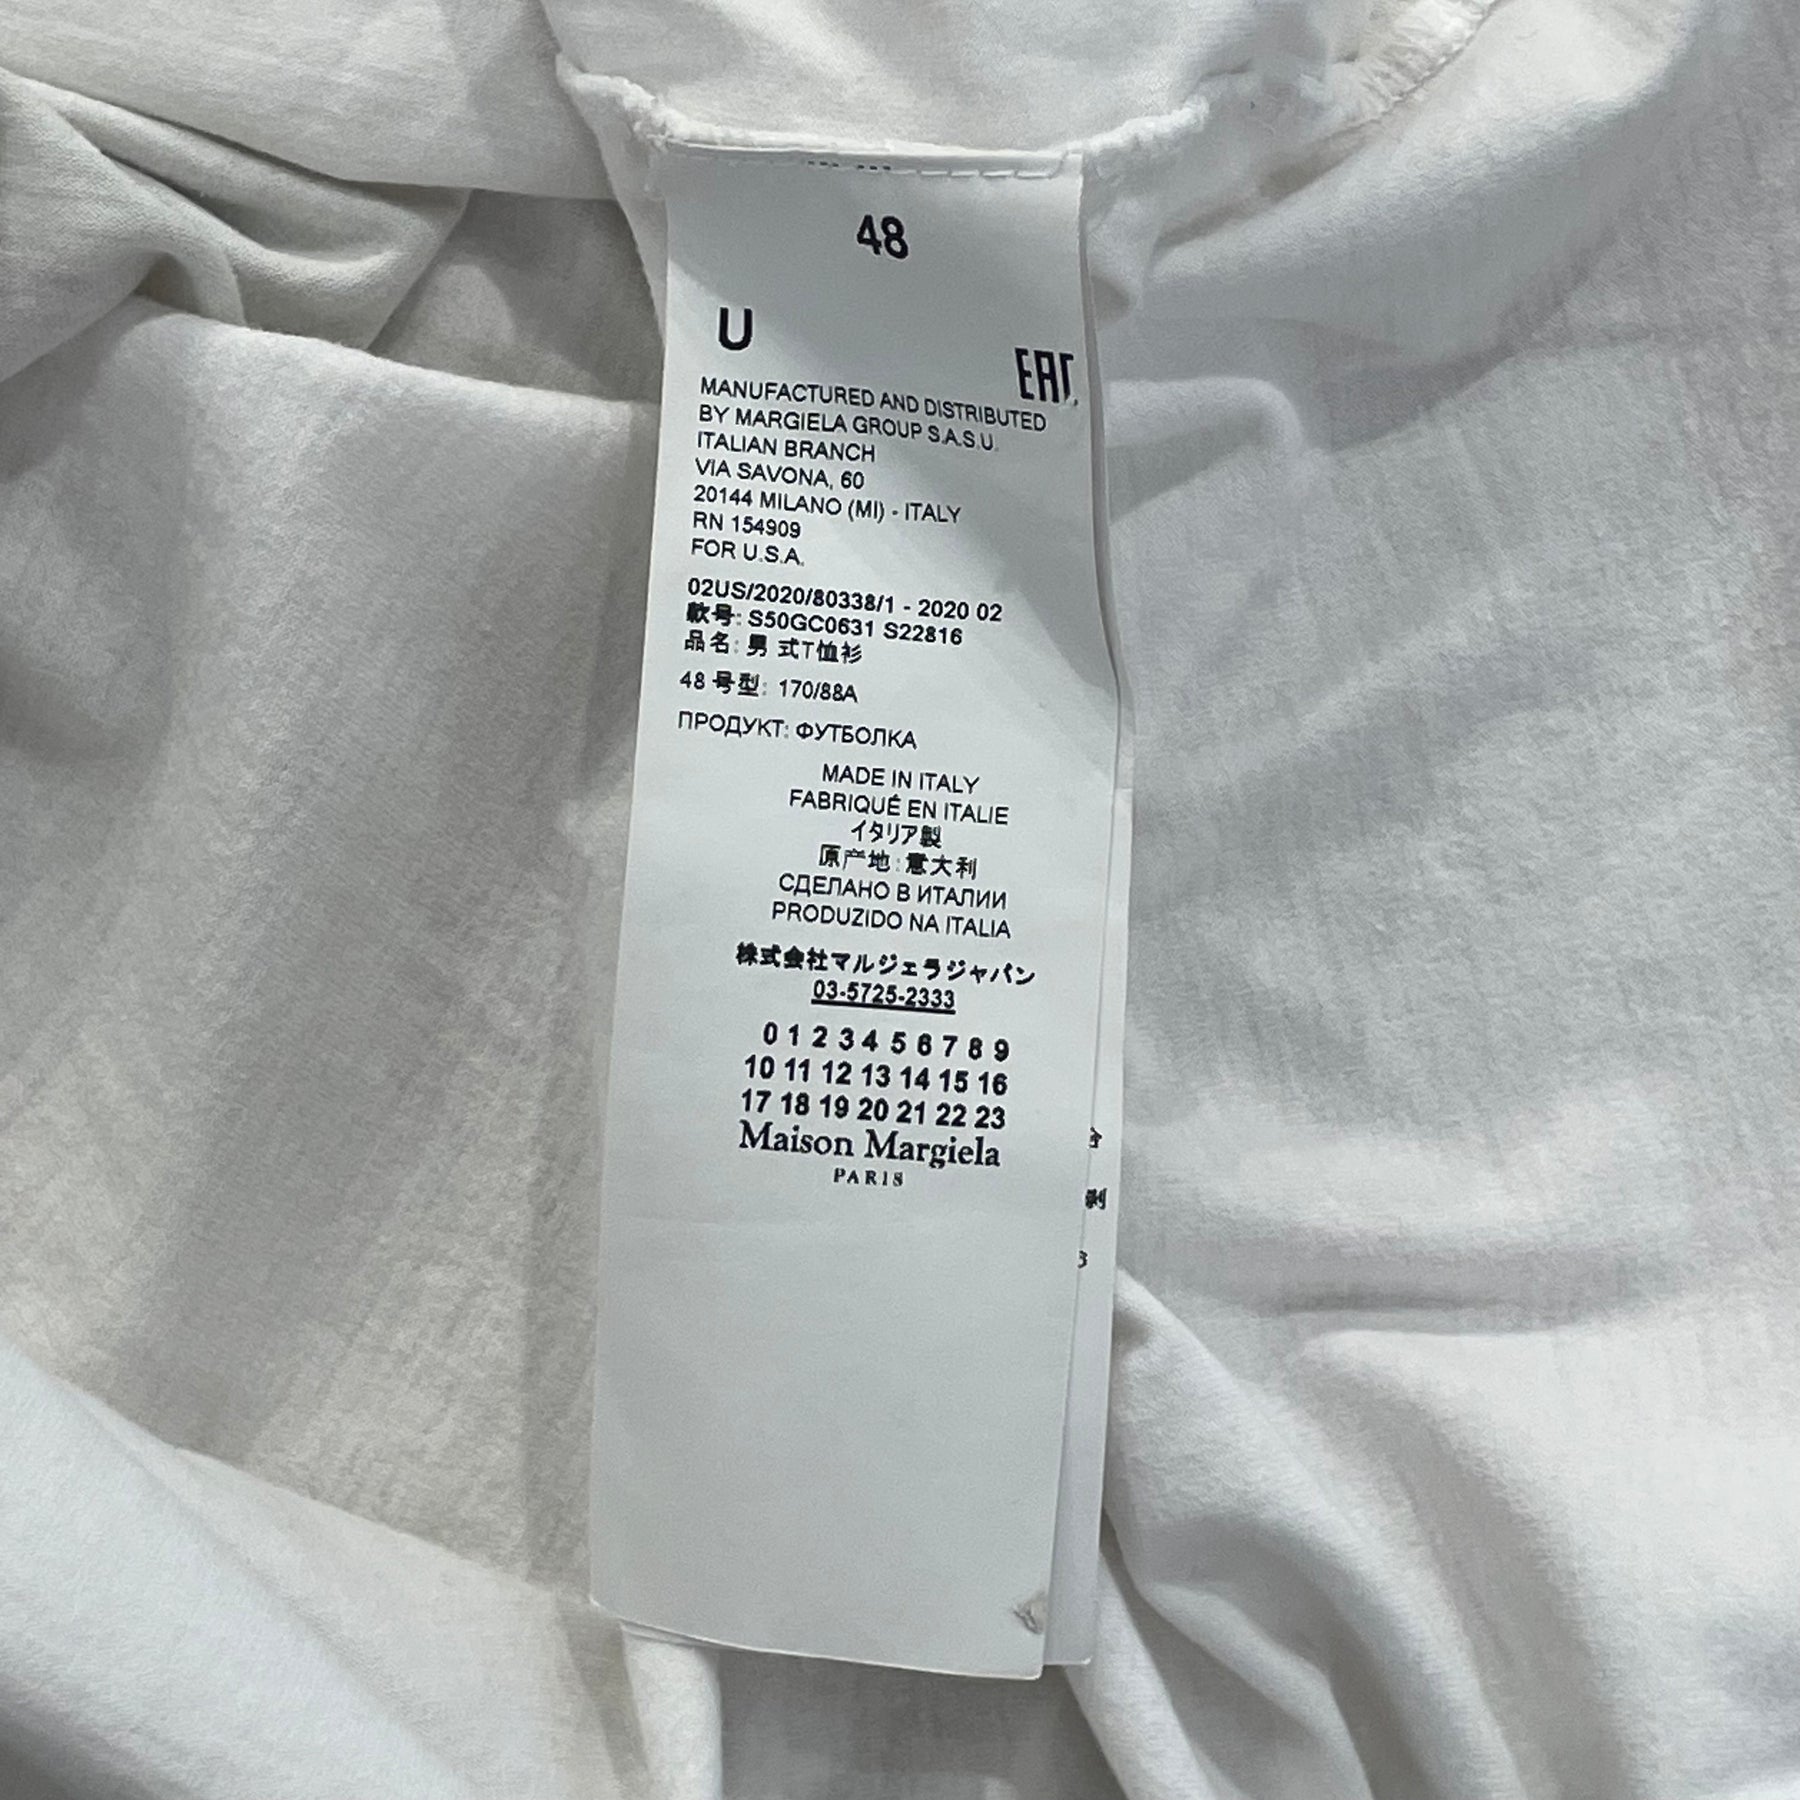 48
U
EAC
MANUFACTURED AND DISTRIBUTED
BY MARGIELA GROUP S.A.S.U.
ITALIAN BRANCH
VIA SAVONA, 60
20144 MILANO (MI) - ITALY
RN 154909
FOR U.S.A.
02US/2020/80338/1 - 2020 02
款号: S50GC0631 S22816
品名: 男 式T恤衫
48 号型: 170/88A
ПРОДУКТ: ФУТБОЛКА
MADE IN ITALY
FABRIQUÉ EN ITALIE
イタリア製
原产地: 意大利
СДЕЛАНО В ИТАЛИИ
PRODUZIDO NA ITALIA
株式会社マルジェラジャパン
03-5725-2333
0 1 2 3 4 5 6 7 8 9
10 11 12 13 14 15 16
17 18 19 20 21 22 23
Maison Margiela
PARIS